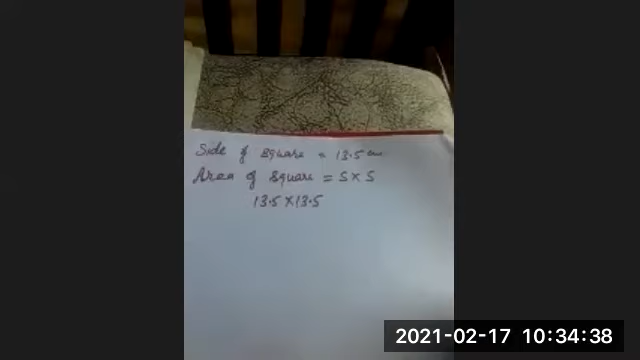 Side of square = 13.5 cm
Area of square = S × S
13.5 × 13.5
2021-02-17 10:34:38